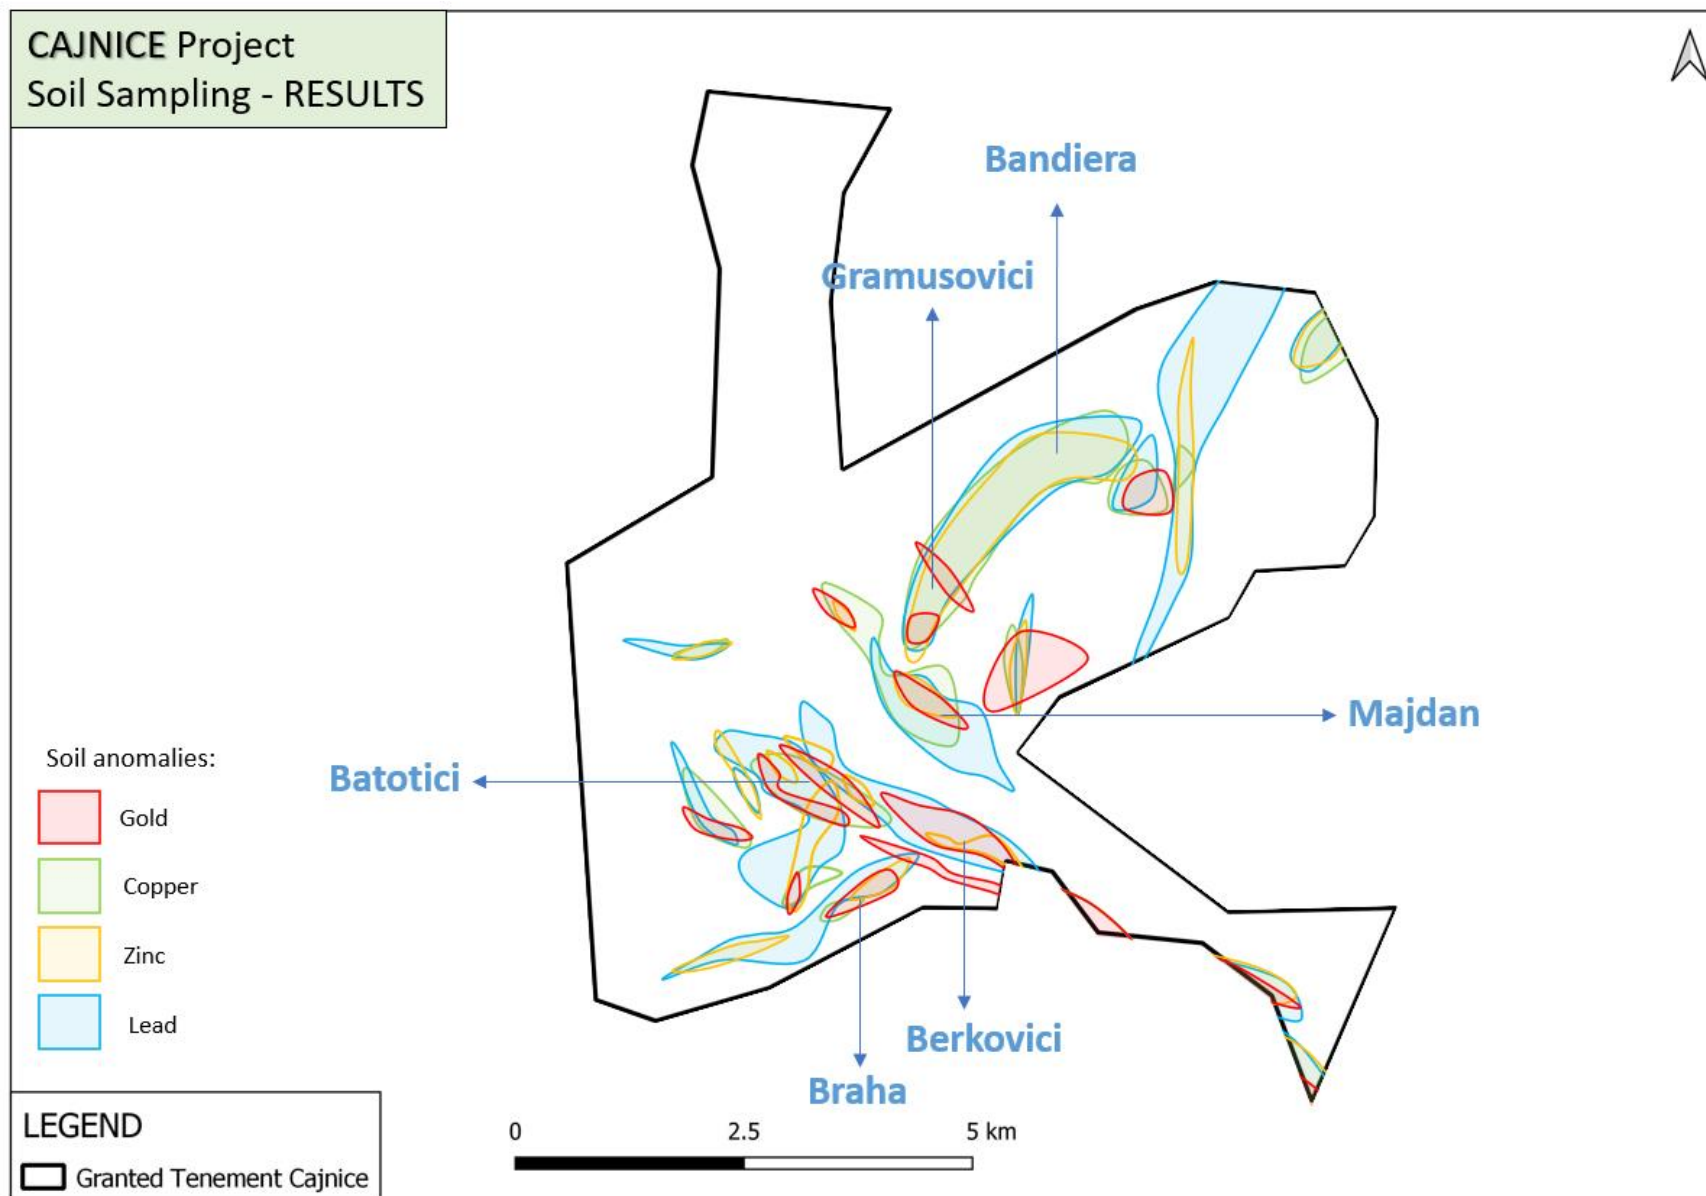 CAJNICE Project
Soil Sampling - RESULTS
Bandiera
Gramusovici
Majdan
Batotici
Soil anomalies:
Gold
Copper
Zinc
Lead
Berkovici
Braha
LEGEND
Granted Tenement Cajnice
0 2.5 5 km